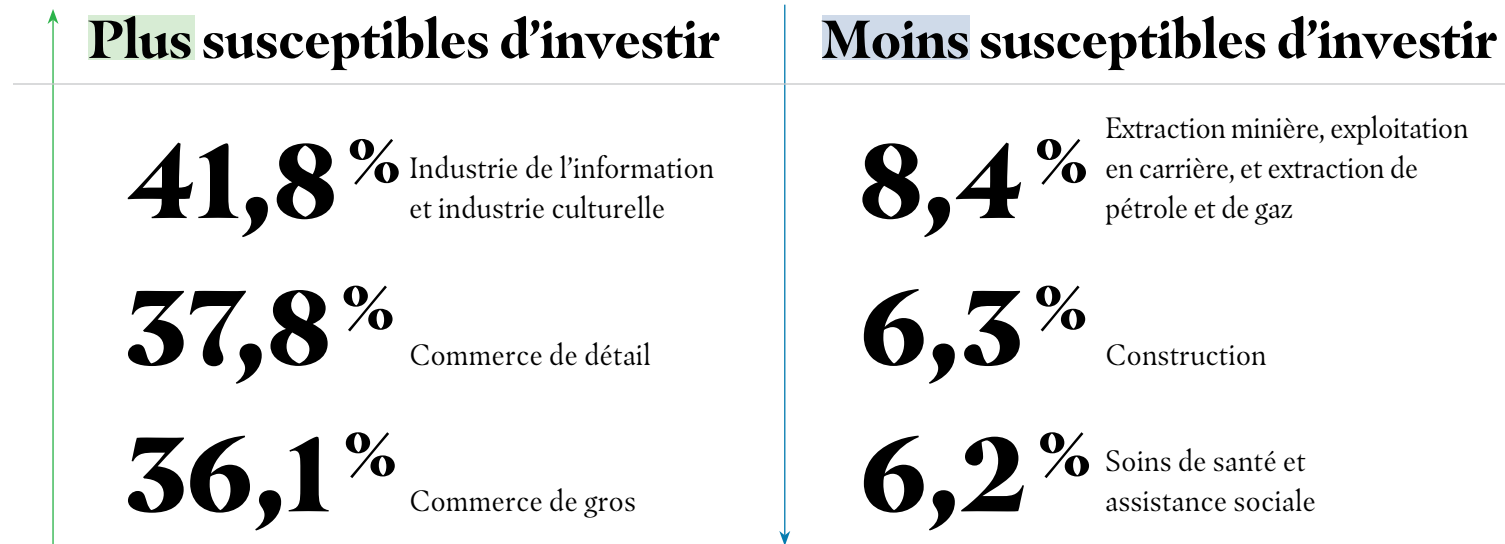 Plus susceptibles d’investir
41,8 % Industrie de l’information
et industrie culturelle
37,8 % Commerce de détail
36,1 % Commerce de gros
Moins susceptibles d’investir
8,4 % Extraction minière, exploitation
en carrière, et extraction de
pétrole et de gaz
6,3 % Construction
6,2 % Soins de santé et
assistance sociale